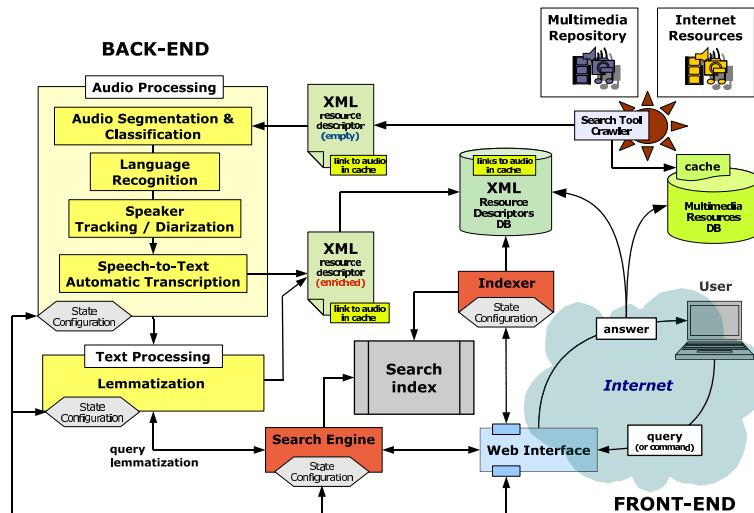 BACK-END
Multimedia
Repository
Internet
Resources
Audio Processing
Audio Segmentation &
Classification
Language
Recognition
Speaker
Tracking / Diarization
Speech-to-Text
Automatic Transcription
State
Configuration
XML
resource
descriptor
(empty)
link to audio
in cache
Search Tool
Crawler
cache
Multimedia
Resources
DB
links to audio
in cache
XML
Resource
Descriptors
DB
XML
resource
descriptor
(enriched)
link to audio
in cache
Indexer
State
Configuration
User
answer
Internet
Text Processing
Lemmatization
State
Configuration
Search
index
query
lemmatization
Search Engine
State
Configuration
Web Interface
query
(or command)
FRONT-END